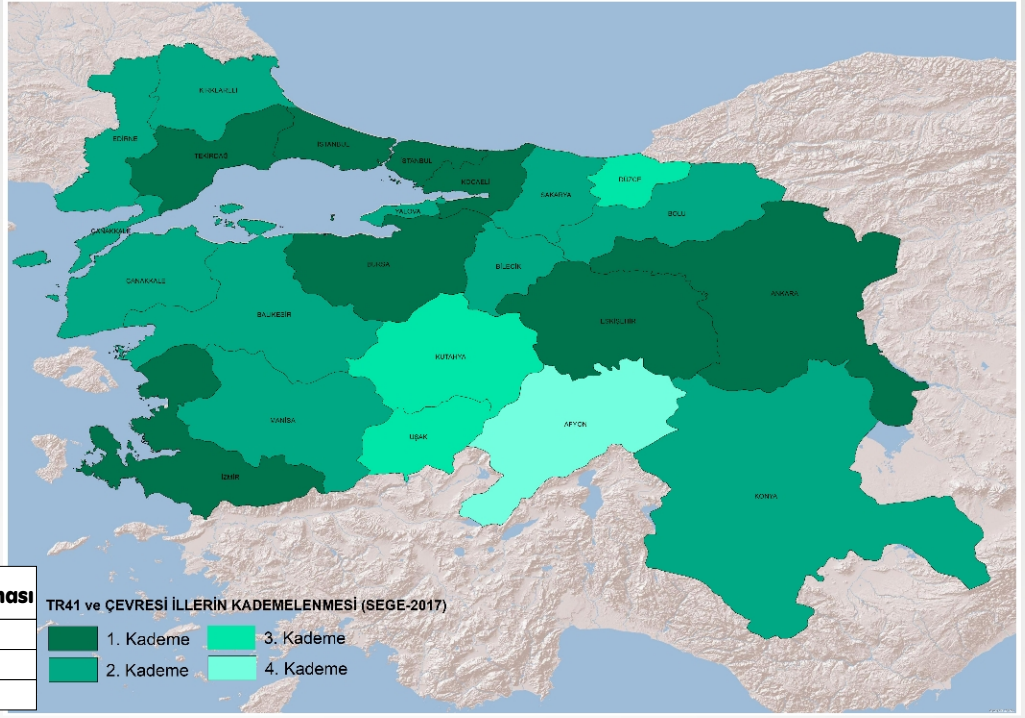 KIRKLARELİ
EDİRNE
TEKİRDAĞ
İSTANBUL
İSTANBUL
KOCAELİ
YALOVA
SAKARYA
DÜZCE
BOLU
ÇANAKKALE
ÇANAKKALE
BALIKESİR
BURSA
BİLECİK
ESKİŞEHİR
ANKARA
KUTAHYA
MANİSA
UŞAK
AFYON
İZMİR
KONYA
ması
TR41 ve ÇEVRESİ İLLERİN KADEMELENMESİ (SEGE-2017)
1. Kademe 3. Kademe
2. Kademe 4. Kademe